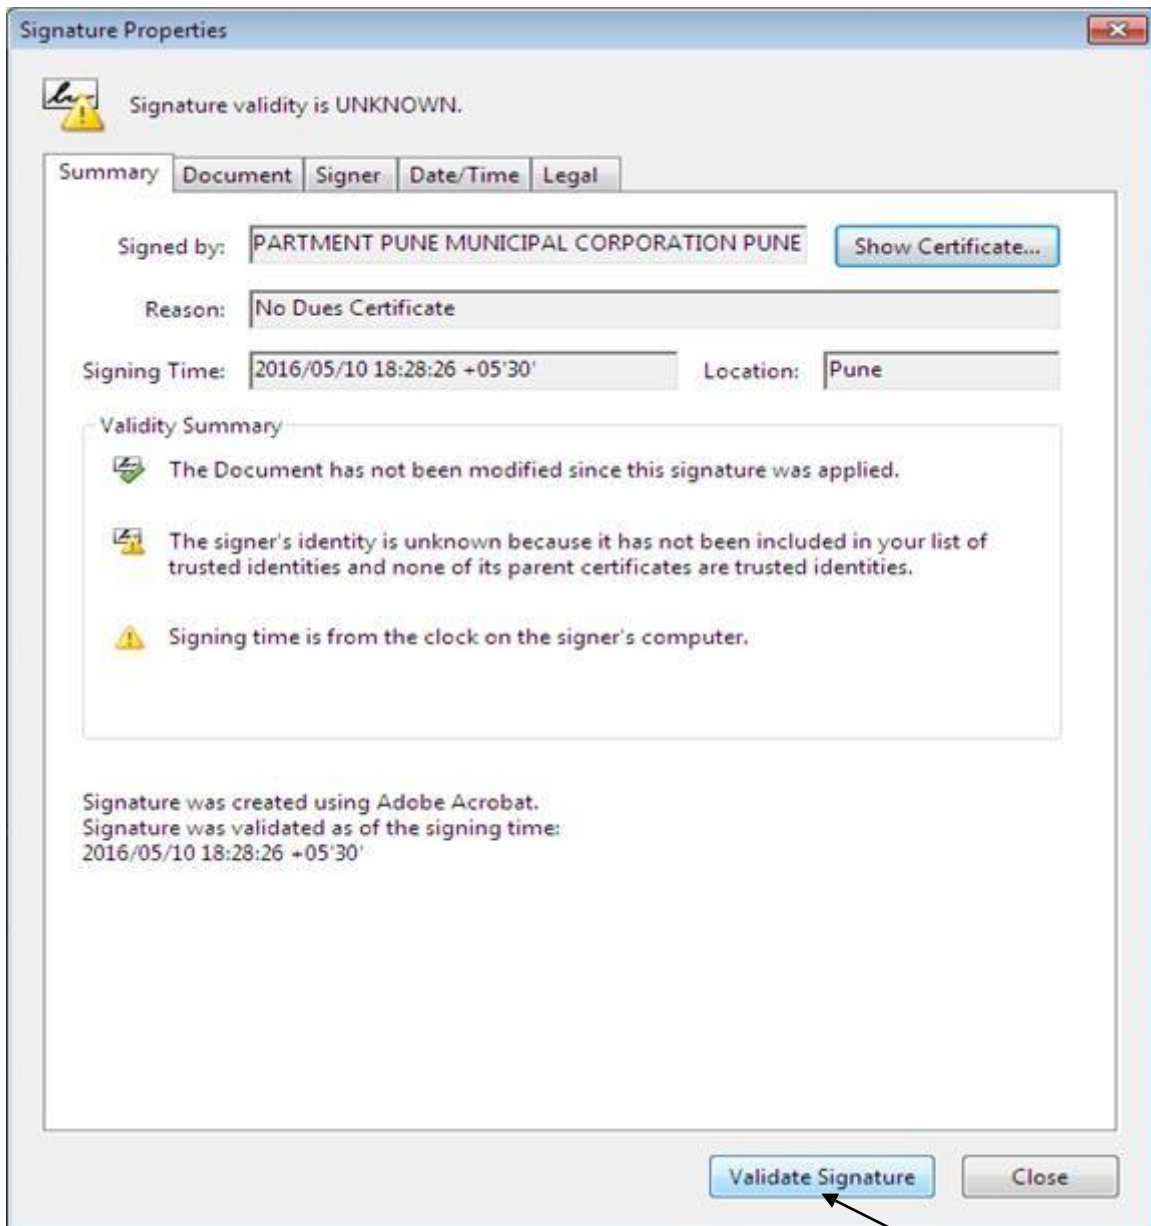 Signature Properties
Signature validity is UNKNOWN.
Summary Document Signer Date/Time Legal
Signed by: PARTMENT PUNE MUNICIPAL CORPORATION PUNE Show Certificate...
Reason: No Dues Certificate
Signing Time: 2016/05/10 18:28:26 +05'30' Location: Pune
Validity Summary
The Document has not been modified since this signature was applied.
The signer's identity is unknown because it has not been included in your list of
trusted identities and none of its parent certificates are trusted identities.
Signing time is from the clock on the signer's computer.
Signature was created using Adobe Acrobat.
Signature was validated as of the signing time:
2016/05/10 18:28:26 +05'30'
Validate Signature Close